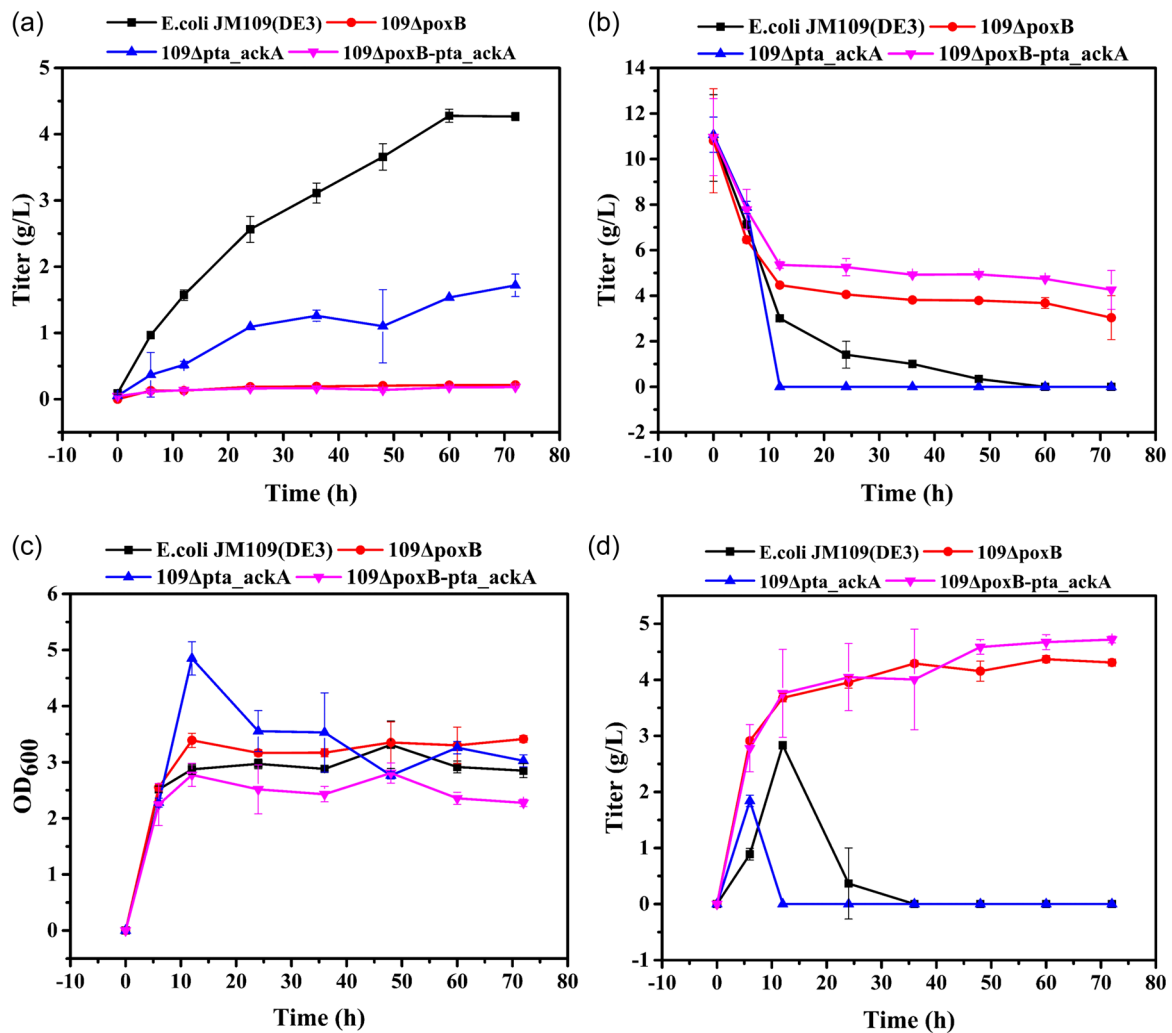 (a)
E.coli JM109(DE3)
109ΔpoxB
109Δpta_ackA
109ΔpoxB-pta_ackA
5
4
3
2
1
0
Titer (g/L)
-10 0 10 20 30 40 50 60 70 80
Time (h)
(b)
E.coli JM109(DE3)
109ΔpoxB
109Δpta_ackA
109ΔpoxB-pta_ackA
14
12
10
8
6
4
2
0
-2
Titer (g/L)
-10 0 10 20 30 40 50 60 70 80
Time (h)
(c)
E.coli JM109(DE3)
109ΔpoxB
109Δpta_ackA
109ΔpoxB-pta_ackA
6
5
4
3
2
1
0
OD600
-10 0 10 20 30 40 50 60 70 80
Time (h)
(d)
E.coli JM109(DE3)
109ΔpoxB
109Δpta_ackA
109ΔpoxB-pta_ackA
5
4
3
2
1
0
-1
Titer (g/L)
-10 0 10 20 30 40 50 60 70 80
Time (h)